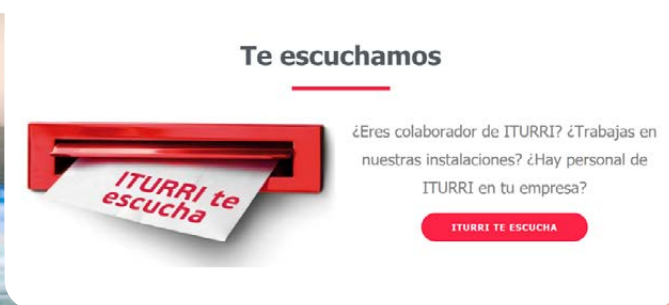 Te escuchamos
ITURRI te
escucha
¿Eres colaborador de ITURRI? ¿Trabajas en
nuestras instalaciones? ¿Hay personal de
ITURRI en tu empresa?
ITURRI TE ESCUCHA